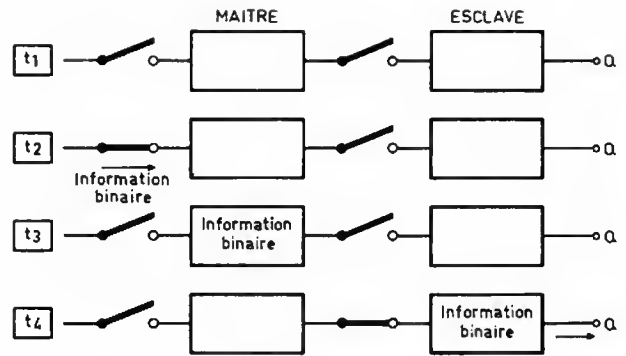 MAITRE ESCLAVE
t1 Q
t2 Q
Information
binaire
t3 Information
binaire Q
t4 Information
binaire Q